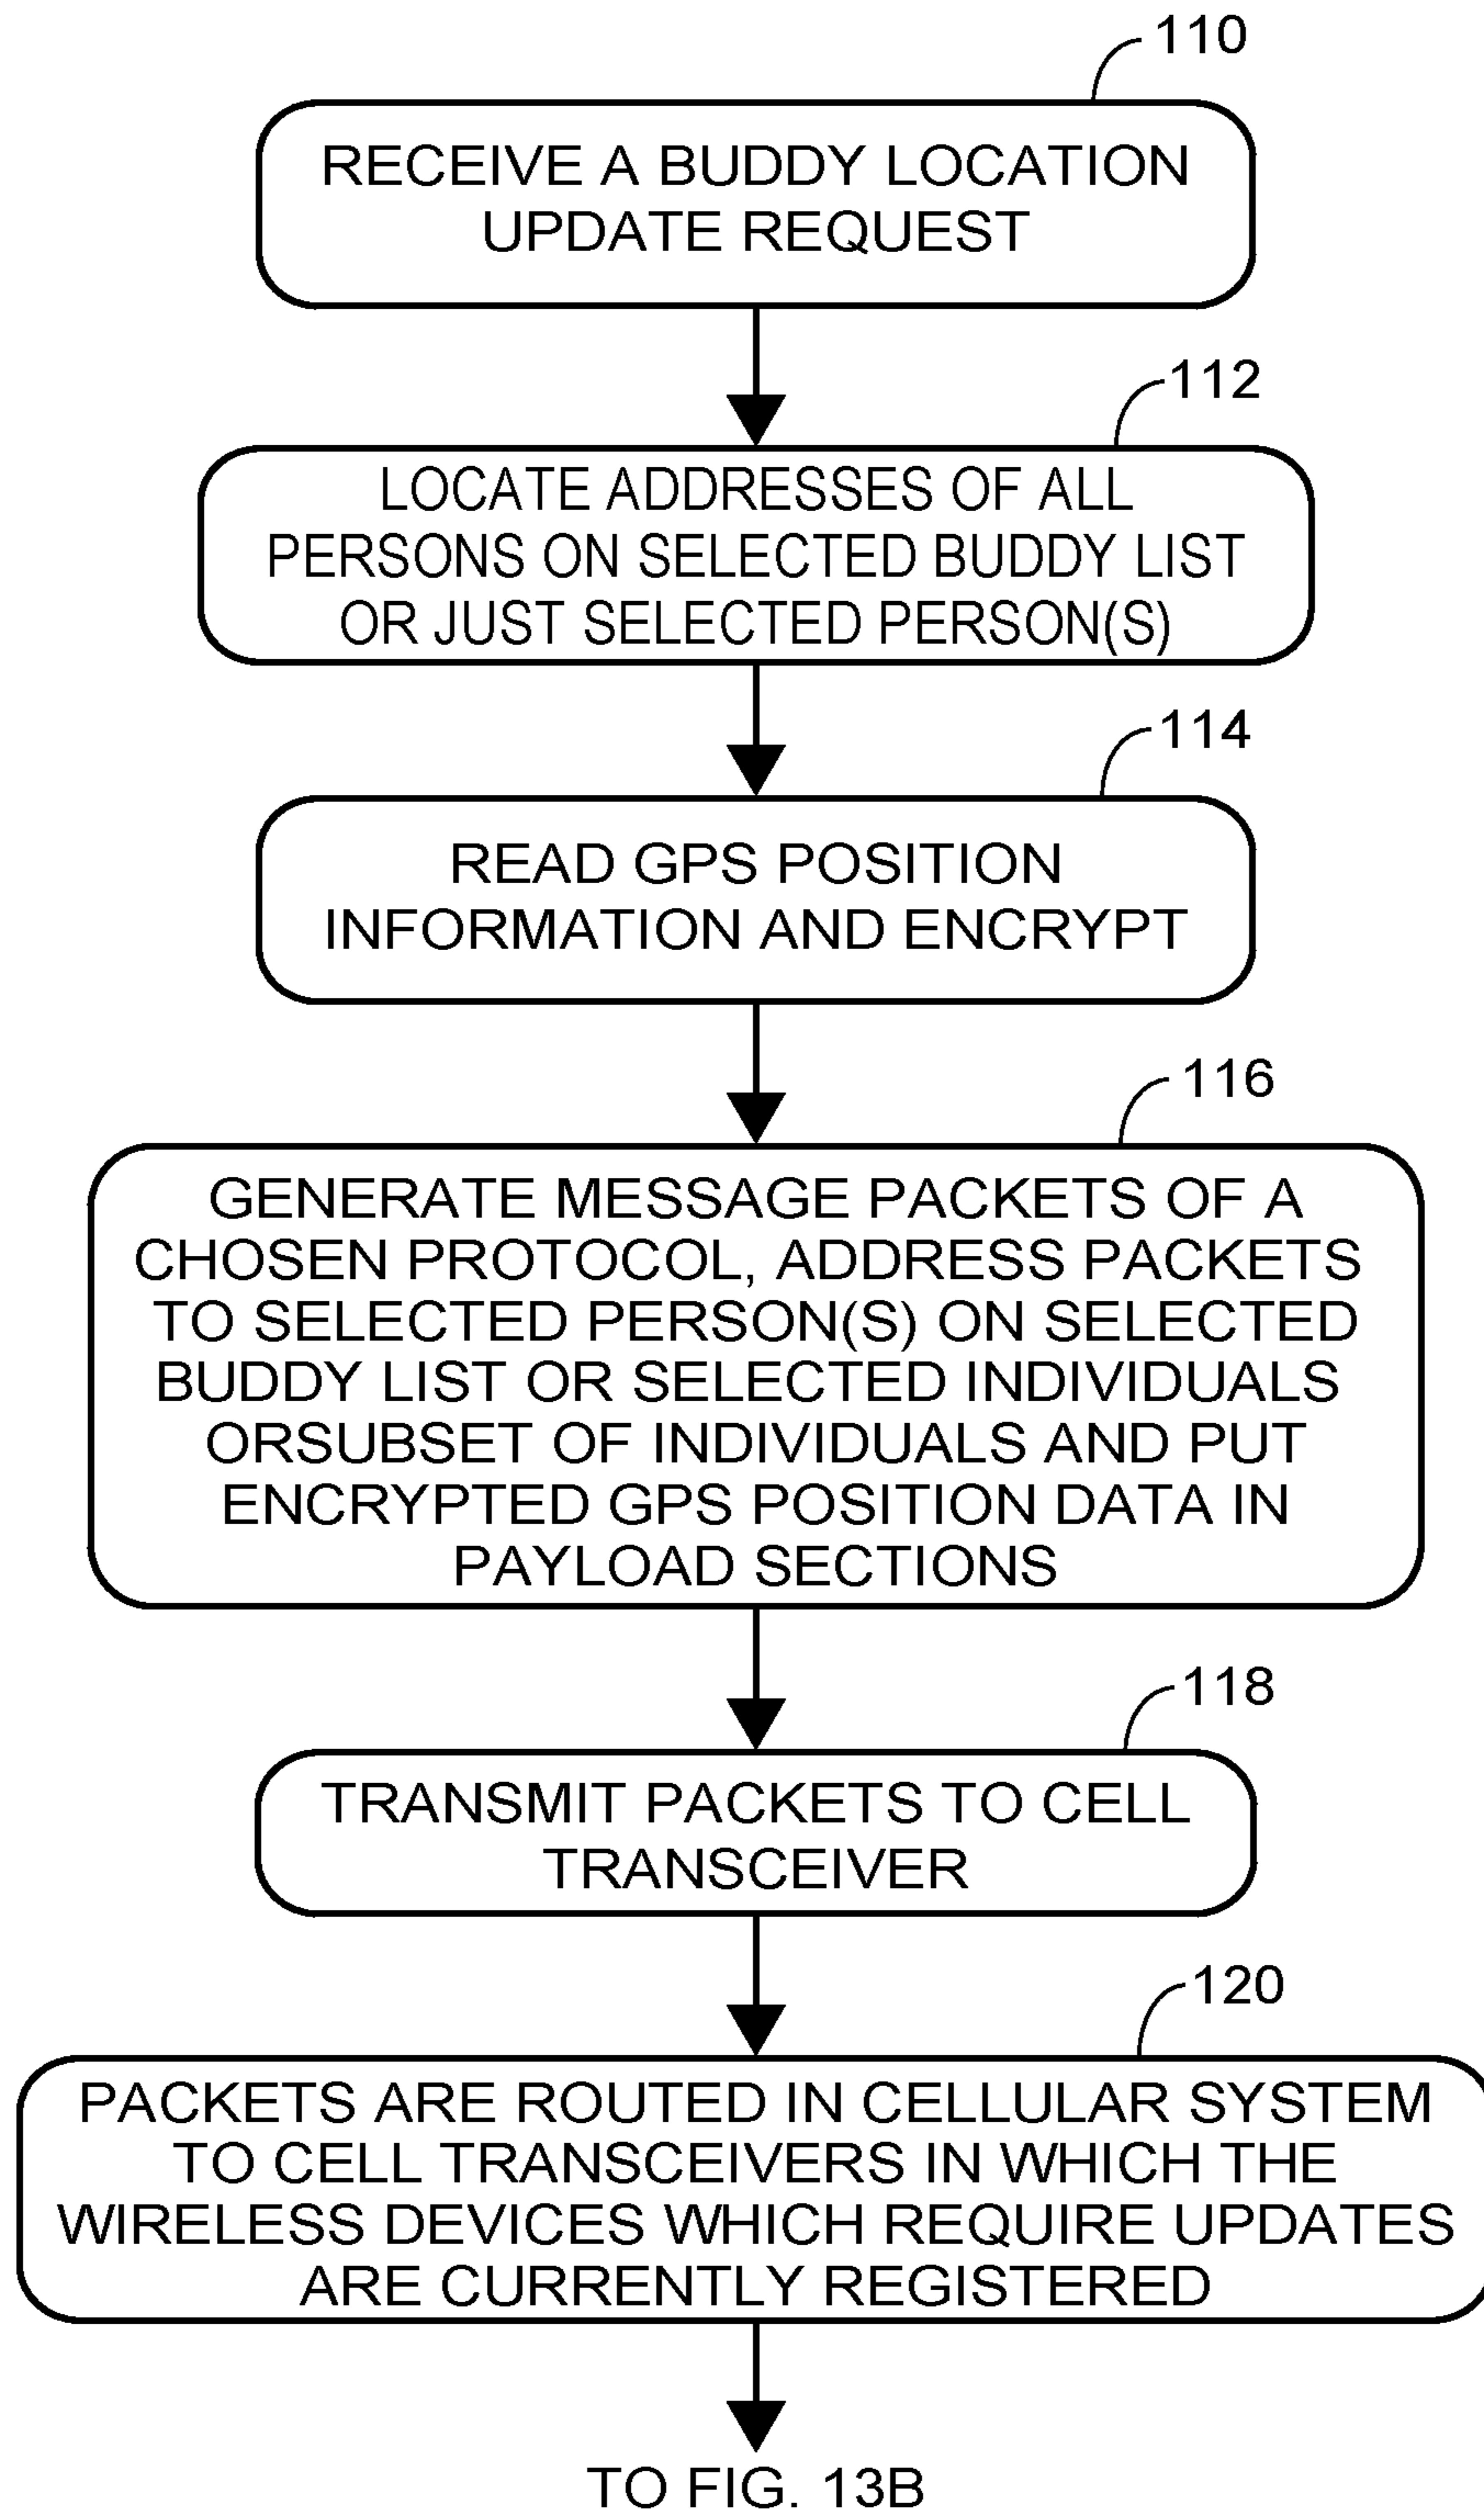 110
RECEIVE A BUDDY LOCATION
UPDATE REQUEST
112
LOCATE ADDRESSES OF ALL
PERSONS ON SELECTED BUDDY LIST
OR JUST SELECTED PERSON(S)
114
READ GPS POSITION
INFORMATION AND ENCRYPT
116
GENERATE MESSAGE PACKETS OF A
CHOSEN PROTOCOL, ADDRESS PACKETS
TO SELECTED PERSON(S) ON SELECTED
BUDDY LIST OR SELECTED INDIVIDUALS
ORSUBSET OF INDIVIDUALS AND PUT
ENCRYPTED GPS POSITION DATA IN
PAYLOAD SECTIONS
118
TRANSMIT PACKETS TO CELL
TRANSCEIVER
120
PACKETS ARE ROUTED IN CELLULAR SYSTEM
TO CELL TRANSCEIVERS IN WHICH THE
WIRELESS DEVICES WHICH REQUIRE UPDATES
ARE CURRENTLY REGISTERED
TO FIG. 13B